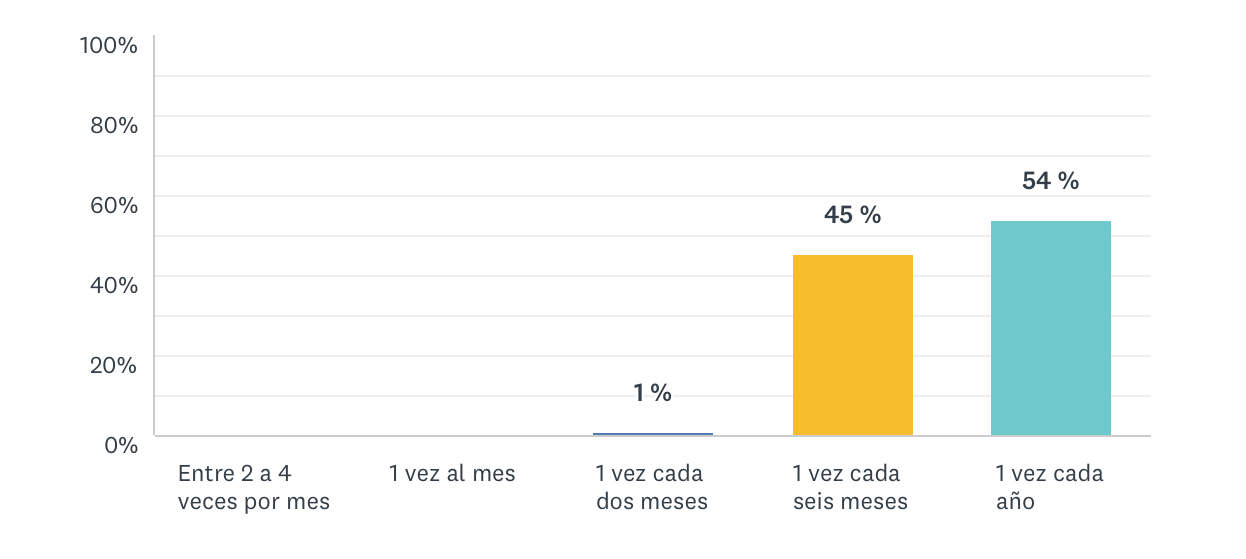 100%
80%
60%
40%
20%
0%
54 %
45 %
1 %
Entre 2 a 4
veces por mes
1 vez al mes
1 vez cada
dos meses
1 vez cada
seis meses
1 vez cada
año